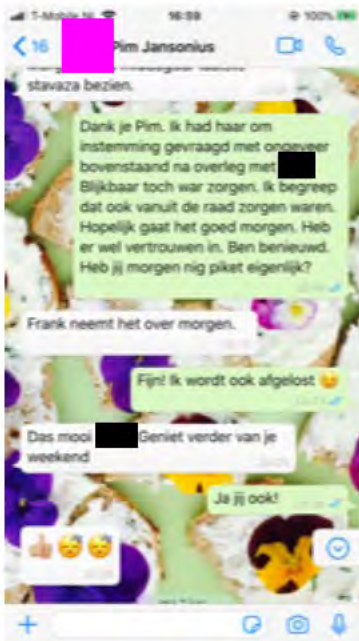 T-Mobile NL 16:59 100%
16 Pim Jansonius
stavaza bezien.
Dank je Pim. Ik had haar om
instemming gevraagd met ongeveer
bovenstaand na overleg met
Blijkbaar toch war zorgen. Ik begreep
dat ook vanuit de raad zorgen waren.
Hopelijk gaat het goed morgen. Heb
er wel vertrouwen in. Ben benieuwd.
Heb jij morgen nig piket eigenlijk?
Frank neemt het over morgen.
Fijn! Ik wordt ook afgelost 😄
Das mooi Geniet verder van je
weekend
Ja jij ook!
👍🏼😴😴